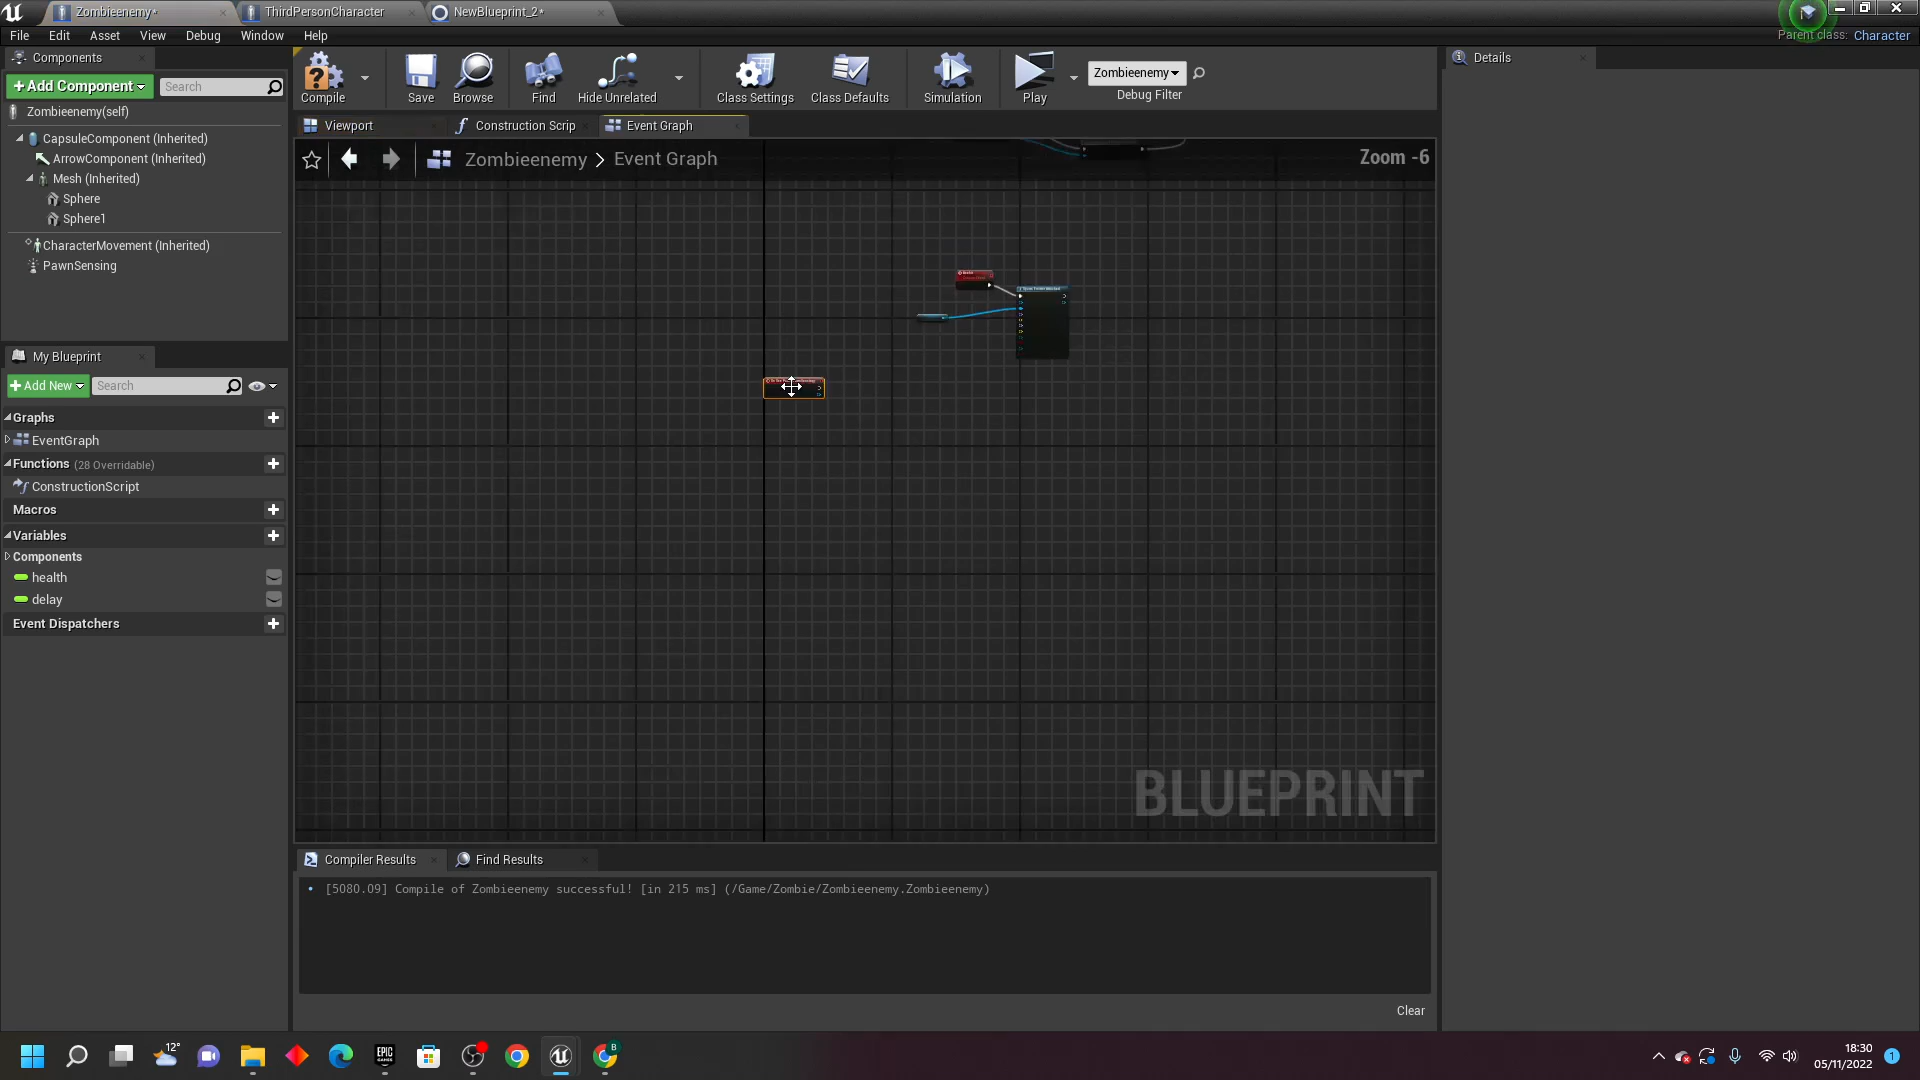 Zombieenemy*
ThirdPersonCharacter
NewBlueprint_2*
File Edit Asset View Debug Window Help
Parent class: Character
Components
+Add Component
Search
Zombieenemy(self)
CapsuleComponent (Inherited)
ArrowComponent (Inherited)
Mesh (Inherited)
Sphere
Sphere1
CharacterMovement (Inherited)
PawnSensing
My Blueprint
+Add New
Search
Graphs
EventGraph
Functions (28 Overridable)
ConstructionScript
Macros
Variables
Components
health
delay
Event Dispatchers
Compile
Save
Browse
Find
Hide Unrelated
Class Settings
Class Defaults
Simulation
Play
Zombieenemy
Debug Filter
Viewport
Construction Scrip
Event Graph
Zombieenemy > Event Graph
Zoom -6
BLUEPRINT
Compiler Results
Find Results
[5080.09] Compile of Zombieenemy successful! [in 215 ms] (/Game/Zombie/Zombieenemy.Zombieenemy)
Clear
Details
12°
EPIC
GAMES
B
18:30
05/11/2022
1